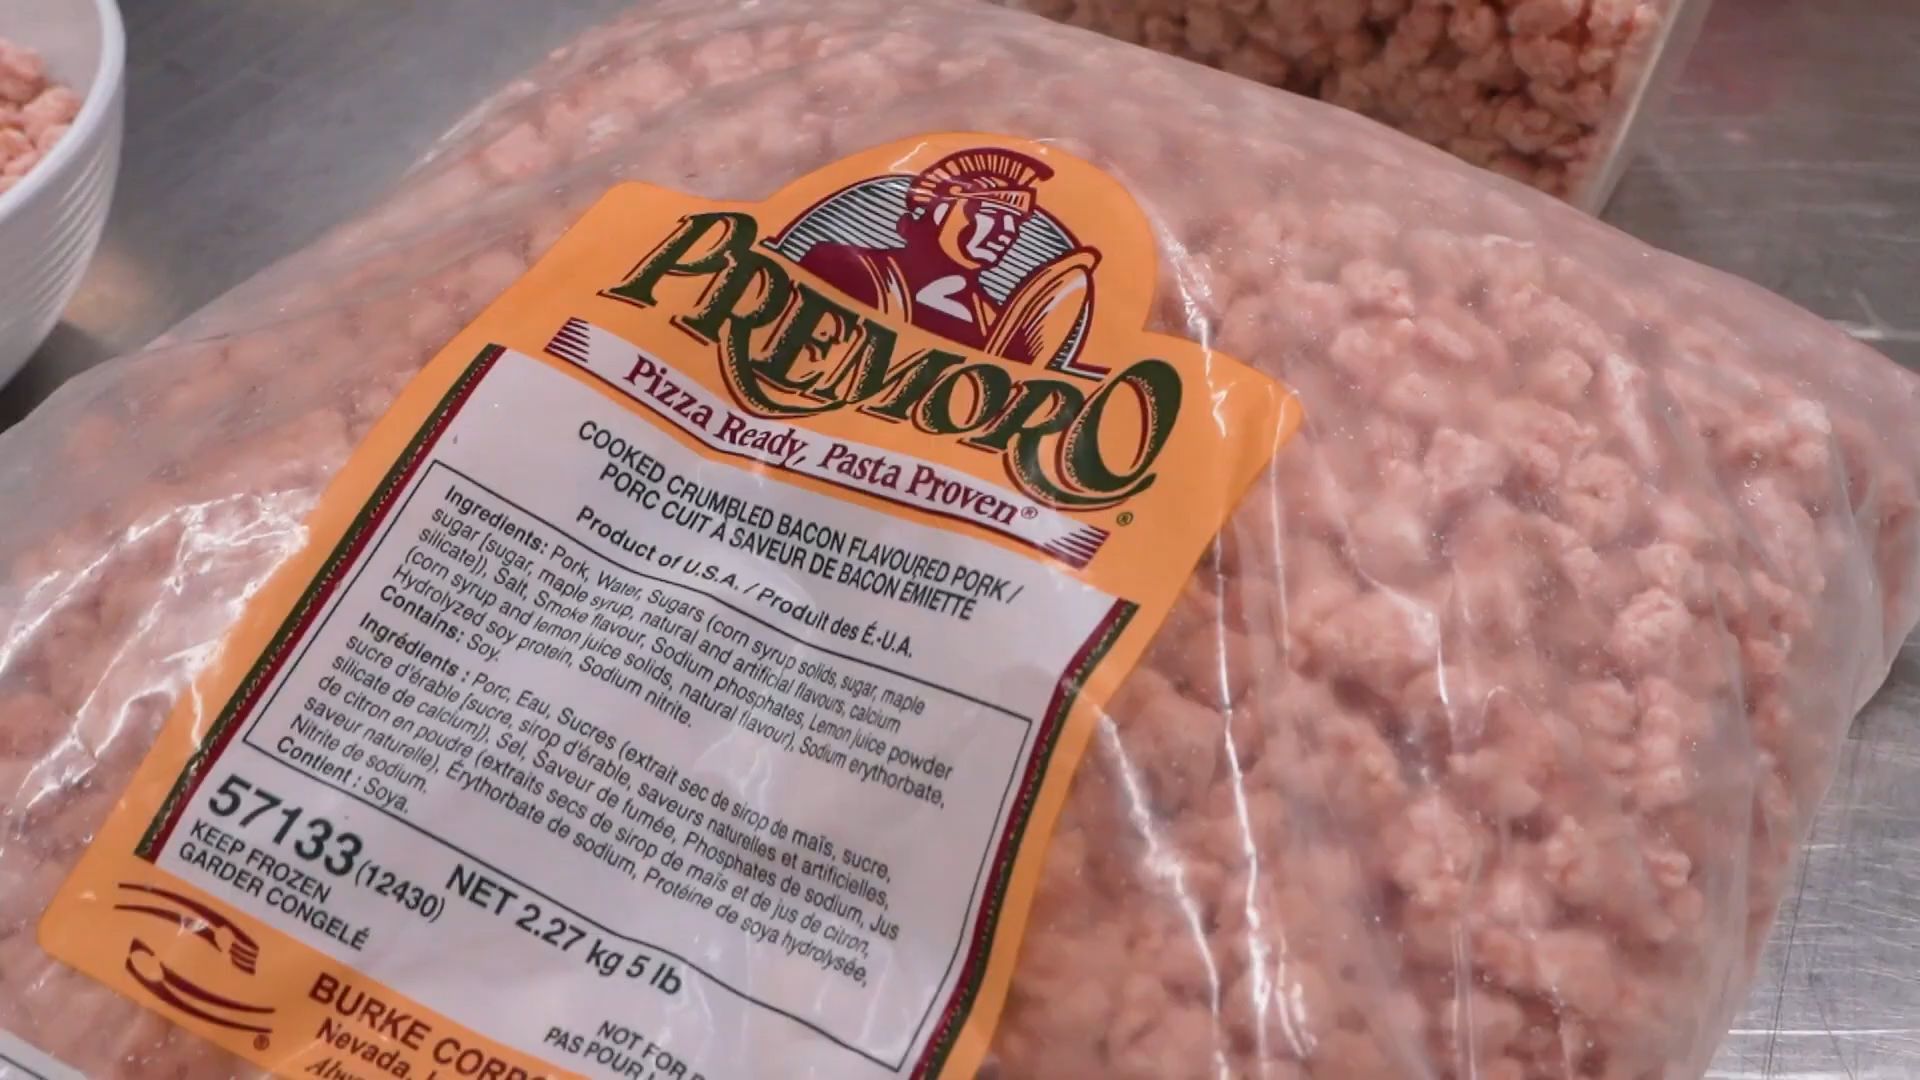 PREMORO®
Pizza Ready, Pasta Proven®
COOKED CRUMBLED BACON FLAVOURED PORK /
PORC CUIT À SAVEUR DE BACON ÉMIETTÉ
Product of U.S.A. / Produit des É.-U.A.
Ingredients: Pork, Water, Sugars (corn syrup solids, sugar, maple
sugar [sugar, maple syrup, natural and artificial flavours, calcium
silicate]), Salt, Smoke flavour, Sodium phosphates, Lemon juice powder
(corn syrup and lemon juice solids, natural flavour), Sodium erythorbate,
Hydrolyzed soy protein, Sodium nitrite.
Contains: Soy.
Ingrédients : Porc, Eau, Sucres (extrait sec de sirop de maïs, sucre,
sucre d'érable [sucre, sirop d'érable, saveurs naturelles et artificielles,
silicate de calcium]), Sel, Saveur de fumée, Phosphates de sodium, Jus
de citron en poudre (extraits secs de sirop de maïs et de jus de citron,
saveur naturelle), Érythorbate de sodium, Protéine de soya hydrolysée,
Nitrite de sodium.
Contient : Soya.
57133 (12430)
NET 2.27 kg 5 lb
KEEP FROZEN
GARDER CONGELÉ
NOT FOR
PAS POUR
BURKE
Nevada,